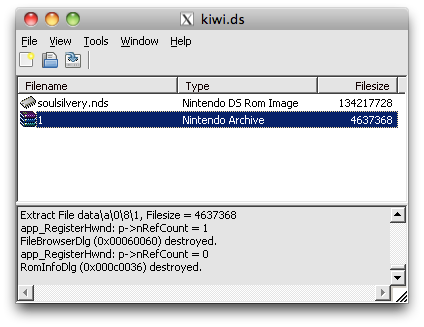 kiwi.ds
File View Tools Window Help
Filename Type Filesize
soulsilvery.nds Nintendo DS Rom Image 134217728
1 Nintendo Archive 4637368
Extract File data\a\0\8\1, Filesize = 4637368
app_RegisterHwnd: p->nRefCount = 1
FileBrowserDlg (0x00060060) destroyed.
app_RegisterHwnd: p->nRefCount = 0
RomInfoDlg (0x000c0036) destroyed.